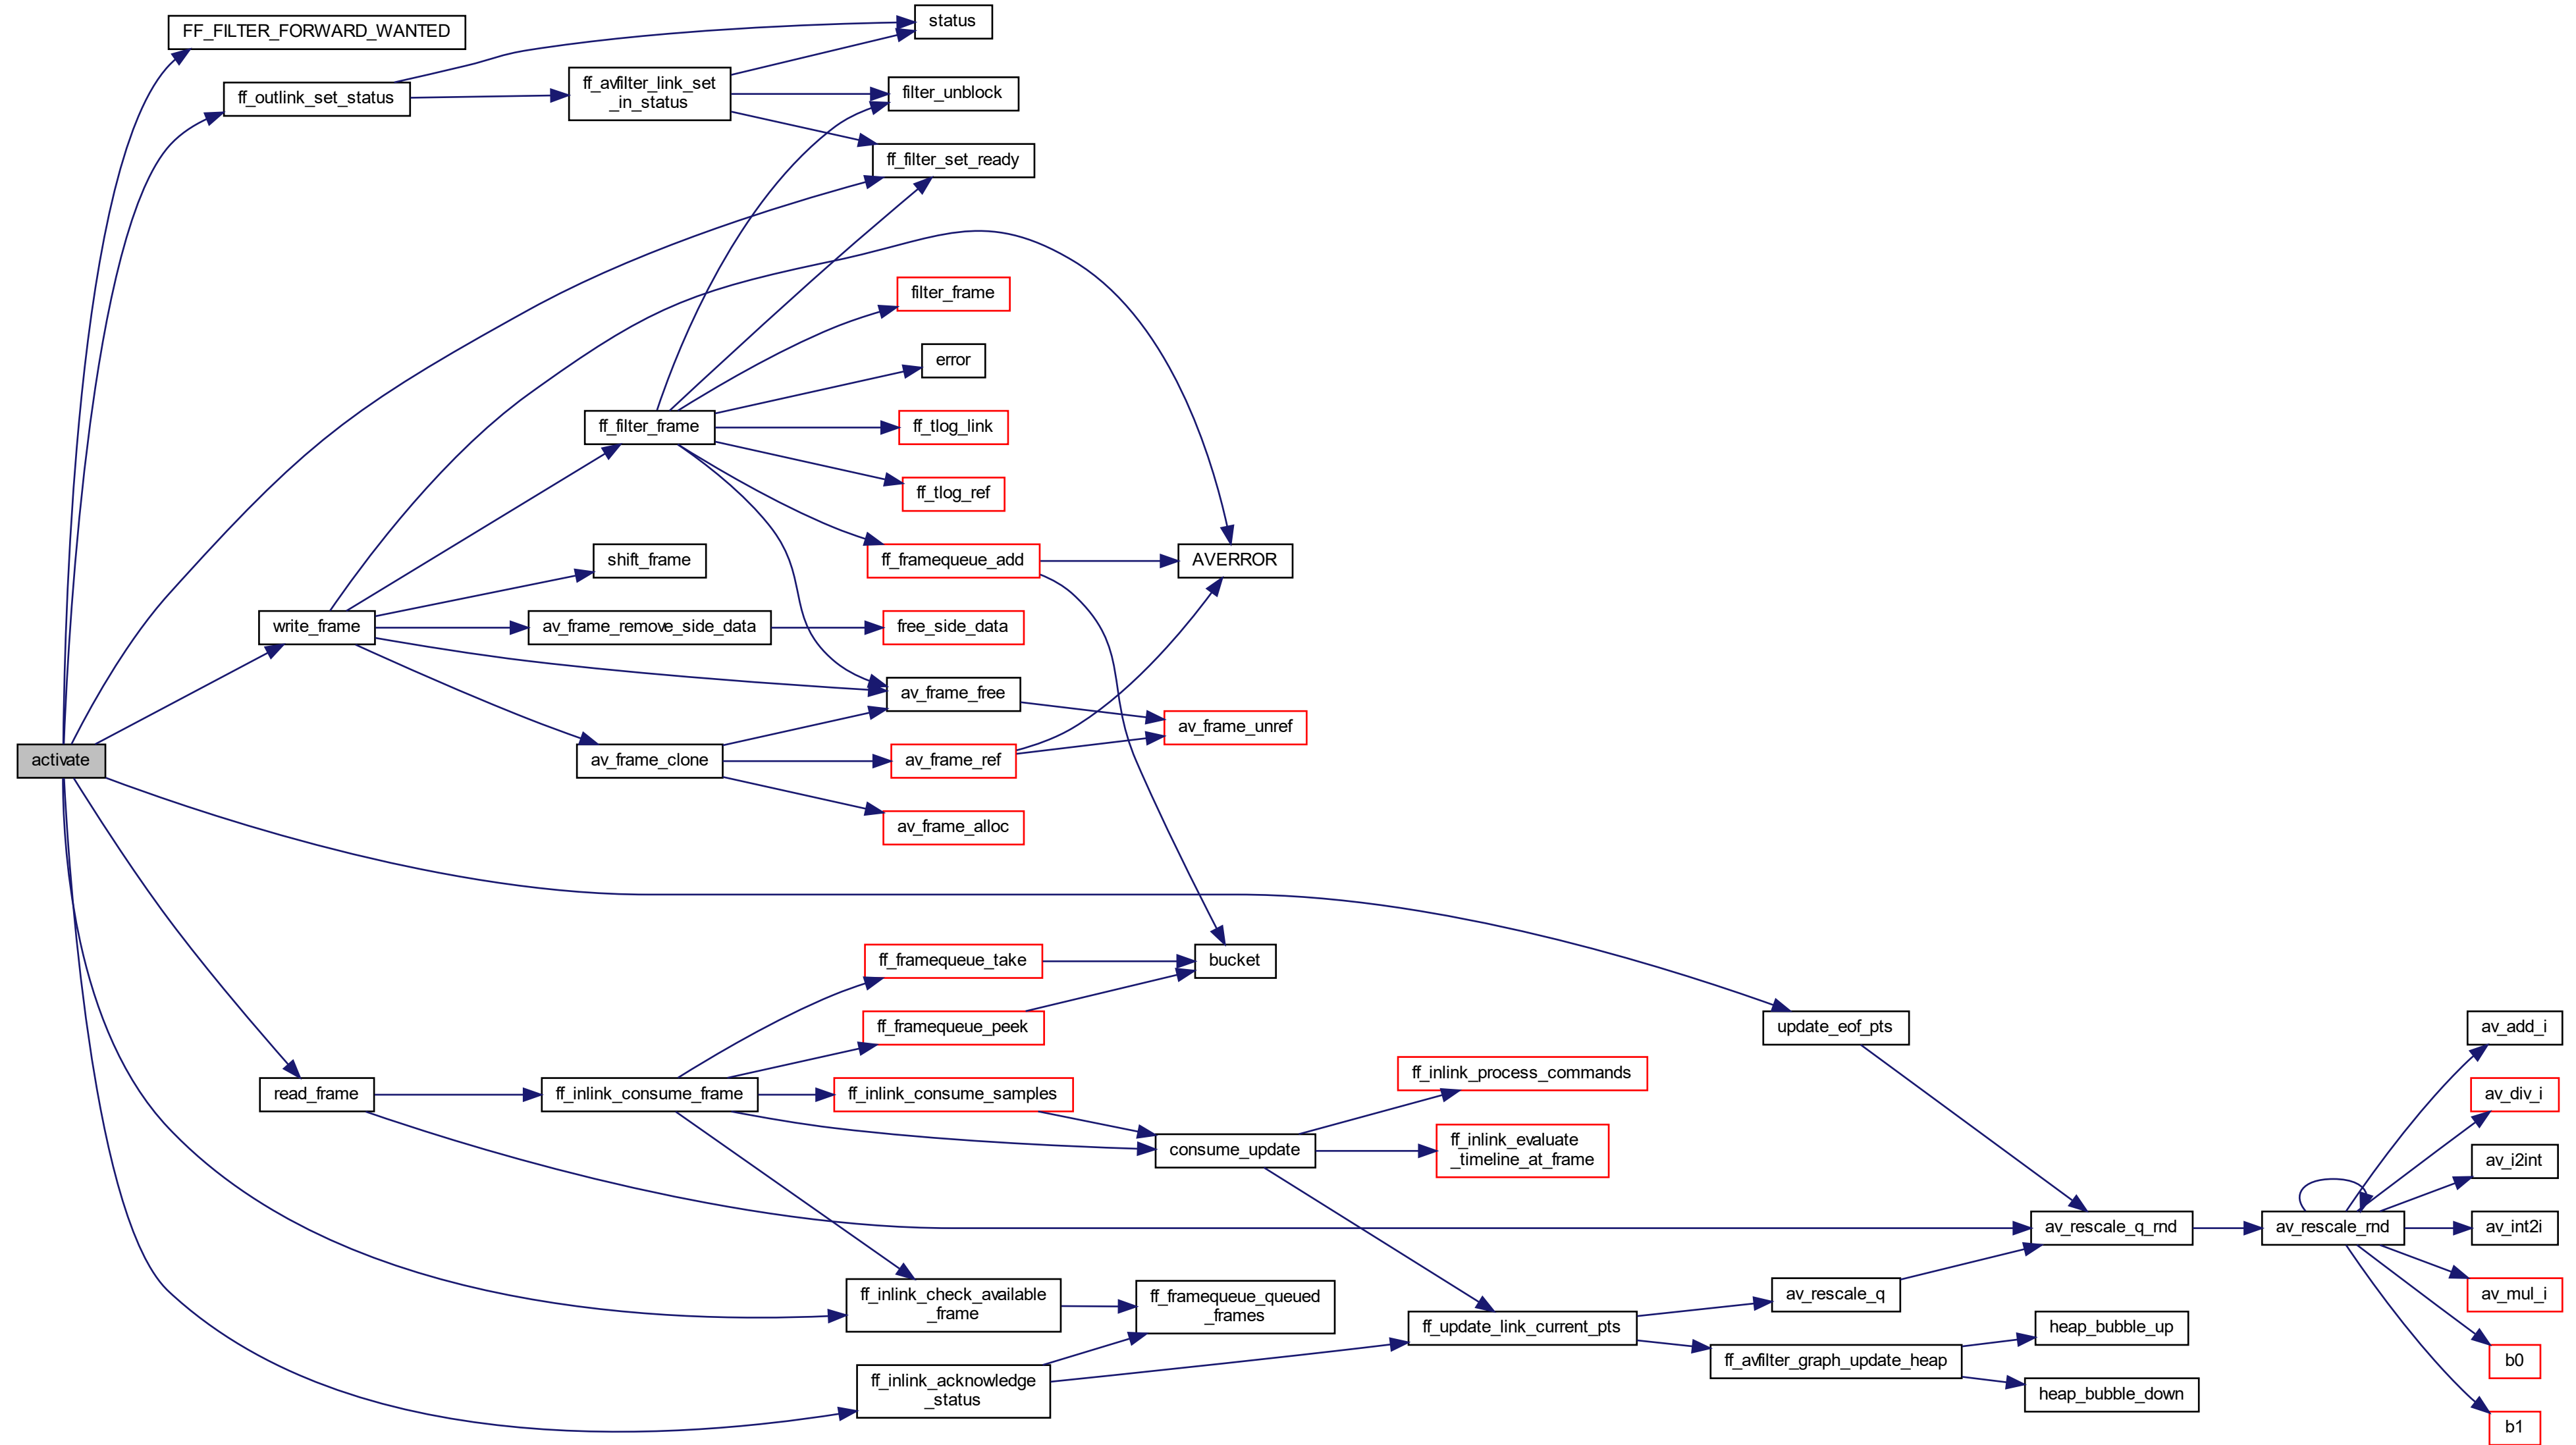 activate
FF_FILTER_FORWARD_WANTED
ff_outlink_set_status
write_frame
read_frame
ff_avfilter_link_set
_in_status
ff_filter_frame
shift_frame
av_frame_remove_side_data
av_frame_clone
ff_inlink_consume_frame
status
filter_unblock
ff_filter_set_ready
filter_frame
error
ff_tlog_link
ff_tlog_ref
ff_framequeue_add
free_side_data
av_frame_free
av_frame_ref
av_frame_alloc
ff_framequeue_take
ff_framequeue_peek
ff_inlink_consume_samples
ff_inlink_check_available
_frame
ff_inlink_acknowledge
_status
AVERROR
av_frame_unref
bucket
consume_update
ff_framequeue_queued
_frames
ff_inlink_process_commands
ff_inlink_evaluate
_timeline_at_frame
ff_update_link_current_pts
update_eof_pts
av_rescale_q
ff_avfilter_graph_update_heap
av_rescale_q_rnd
heap_bubble_up
heap_bubble_down
av_rescale_rnd
av_add_i
av_div_i
av_i2int
av_int2i
av_mul_i
b0
b1